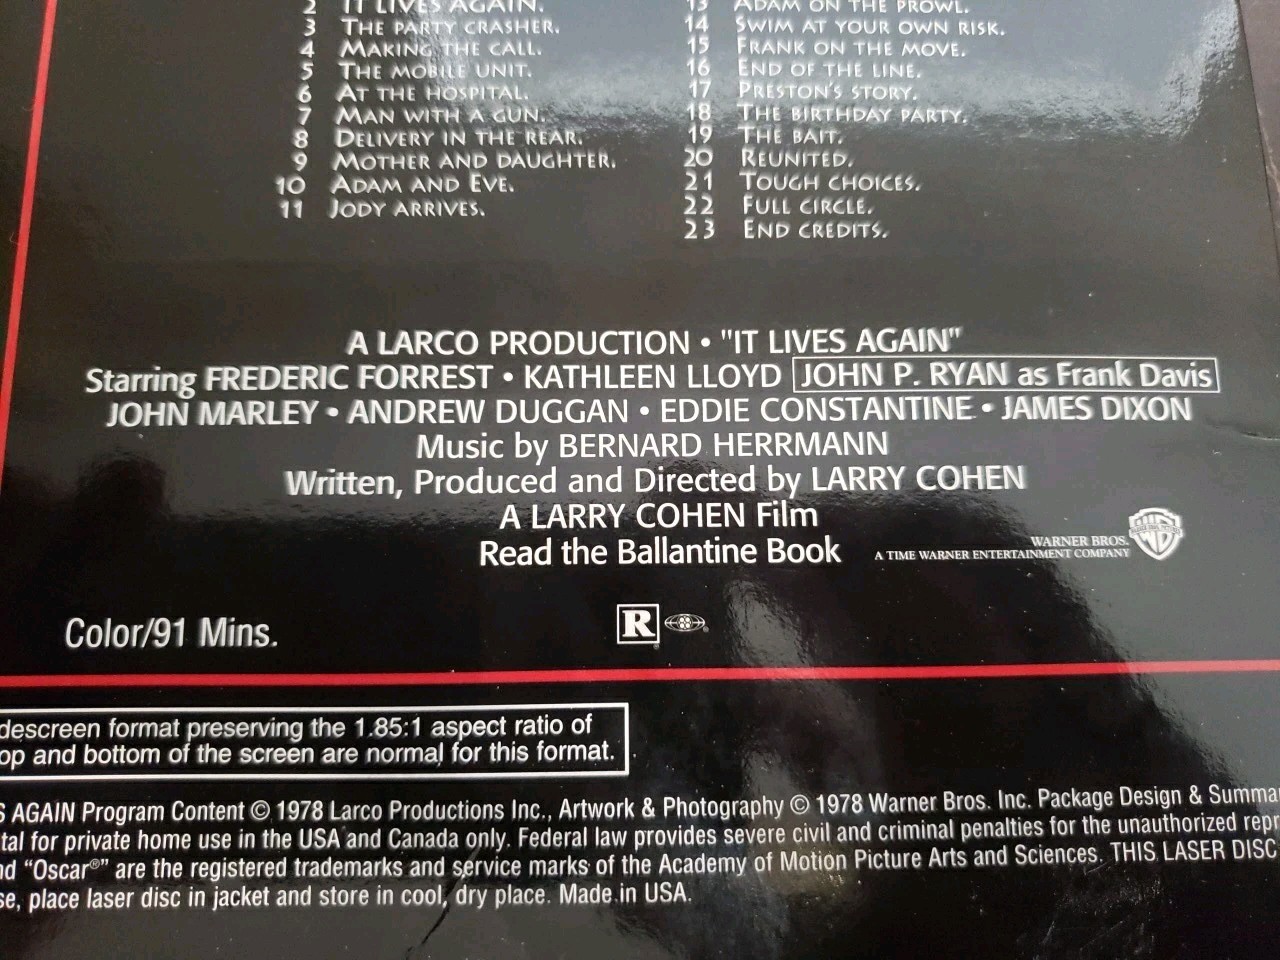 2 IT LIVES AGAIN.
3 THE PARTY CRASHER.
4 MAKING THE CALL.
5 THE MOBILE UNIT.
6 AT THE HOSPITAL.
7 MAN WITH A GUN.
8 DELIVERY IN THE REAR.
9 MOTHER AND DAUGHTER.
10 ADAM AND EVE.
11 JODY ARRIVES.
13 ADAM ON THE PROWL.
14 SWIM AT YOUR OWN RISK.
15 FRANK ON THE MOVE.
16 END OF THE LINE.
17 PRESTON'S STORY.
18 THE BIRTHDAY PARTY.
19 THE BAIT.
20 REUNITED.
21 TOUGH CHOICES.
22 FULL CIRCLE.
23 END CREDITS.
A LARCO PRODUCTION • "IT LIVES AGAIN"
Starring FREDERIC FORREST • KATHLEEN LLOYD JOHN P. RYAN as Frank Davis
JOHN MARLEY • ANDREW DUGGAN • EDDIE CONSTANTINE • JAMES DIXON
Music by BERNARD HERRMANN
Written, Produced and Directed by LARRY COHEN
A LARRY COHEN Film
Read the Ballantine Book
WARNER BROS.
A TIME WARNER ENTERTAINMENT COMPANY
Color/91 Mins.
R
descreen format preserving the 1.85:1 aspect ratio of
op and bottom of the screen are normal for this format.
S AGAIN Program Content © 1978 Larco Productions Inc., Artwork & Photography © 1978 Warner Bros. Inc. Package Design & Summa
tal for private home use in the USA and Canada only. Federal law provides severe civil and criminal penalties for the unauthorized repr
nd “Oscar®” are the registered trademarks and service marks of the Academy of Motion Picture Arts and Sciences. THIS LASER DISC
se, place laser disc in jacket and store in cool, dry place. Made in USA.